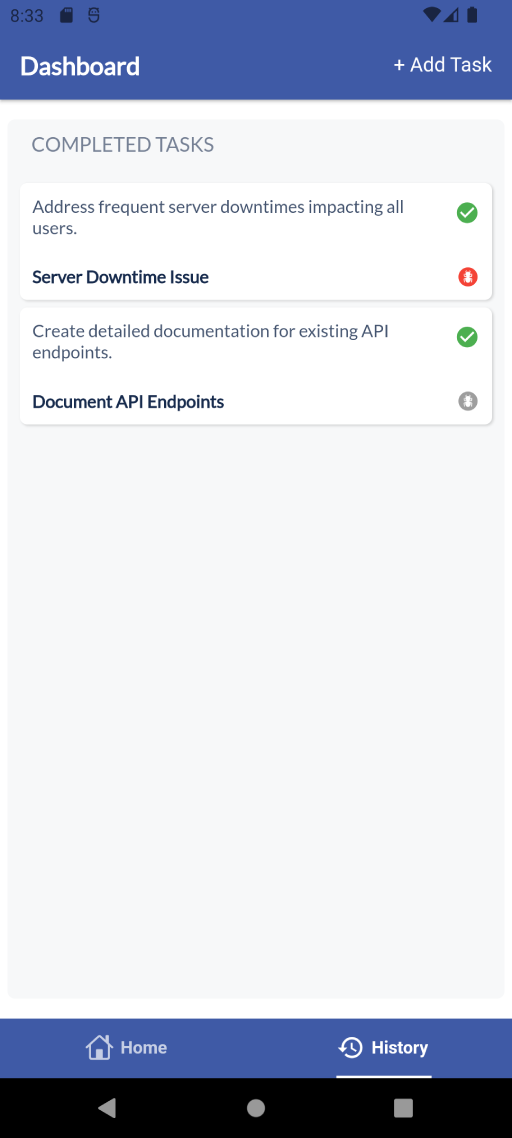 8:33
Dashboard
+ Add Task
COMPLETED TASKS
Address frequent server downtimes impacting all
users.
Server Downtime Issue
Create detailed documentation for existing API
endpoints.
Document API Endpoints
Home
History